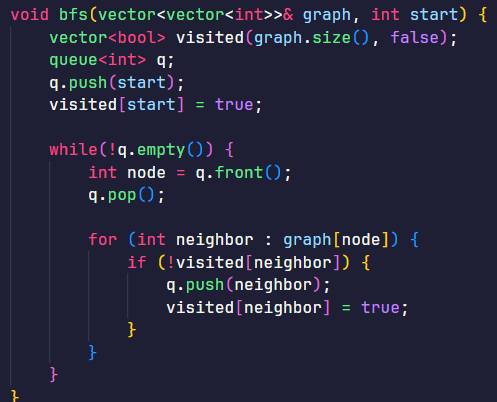 void bfs(vector<vector<int>>& graph, int start) {
    vector<bool> visited(graph.size(), false);
    queue<int> q;
    q.push(start);
    visited[start] = true;

    while(!q.empty()) {
        int node = q.front();
        q.pop();

        for (int neighbor : graph[node]) {
            if (!visited[neighbor]) {
                q.push(neighbor);
                visited[neighbor] = true;
            }
        }
    }
}